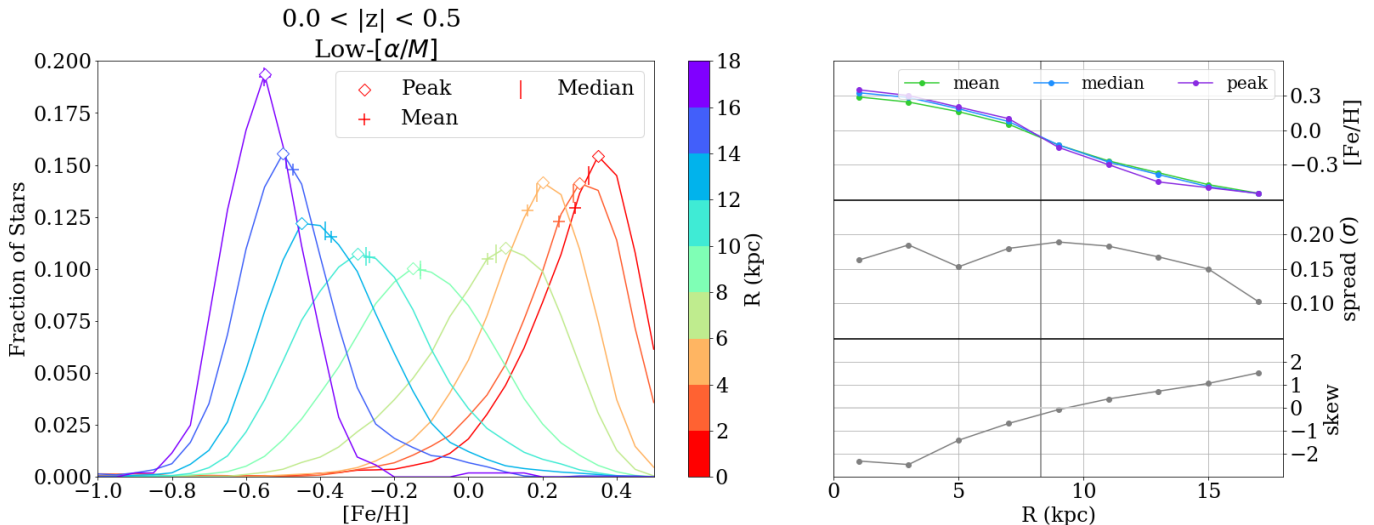 0.0 < |z| < 0.5
Low-[α/M]
Fraction of Stars
0.200
0.175
0.150
0.125
0.100
0.075
0.050
0.025
0.000
Peak
Median
Mean
−1.0 −0.8 −0.6 −0.4 −0.2 0.0 0.2 0.4
[Fe/H]
18
16
14
12
10
8
6
4
2
0
R (kpc)
mean median peak
0.3
0.0
−0.3
[Fe/H]
0.20
0.15
0.10
spread (σ)
2
1
0
−1
−2
skew
0 5 10 15
R (kpc)